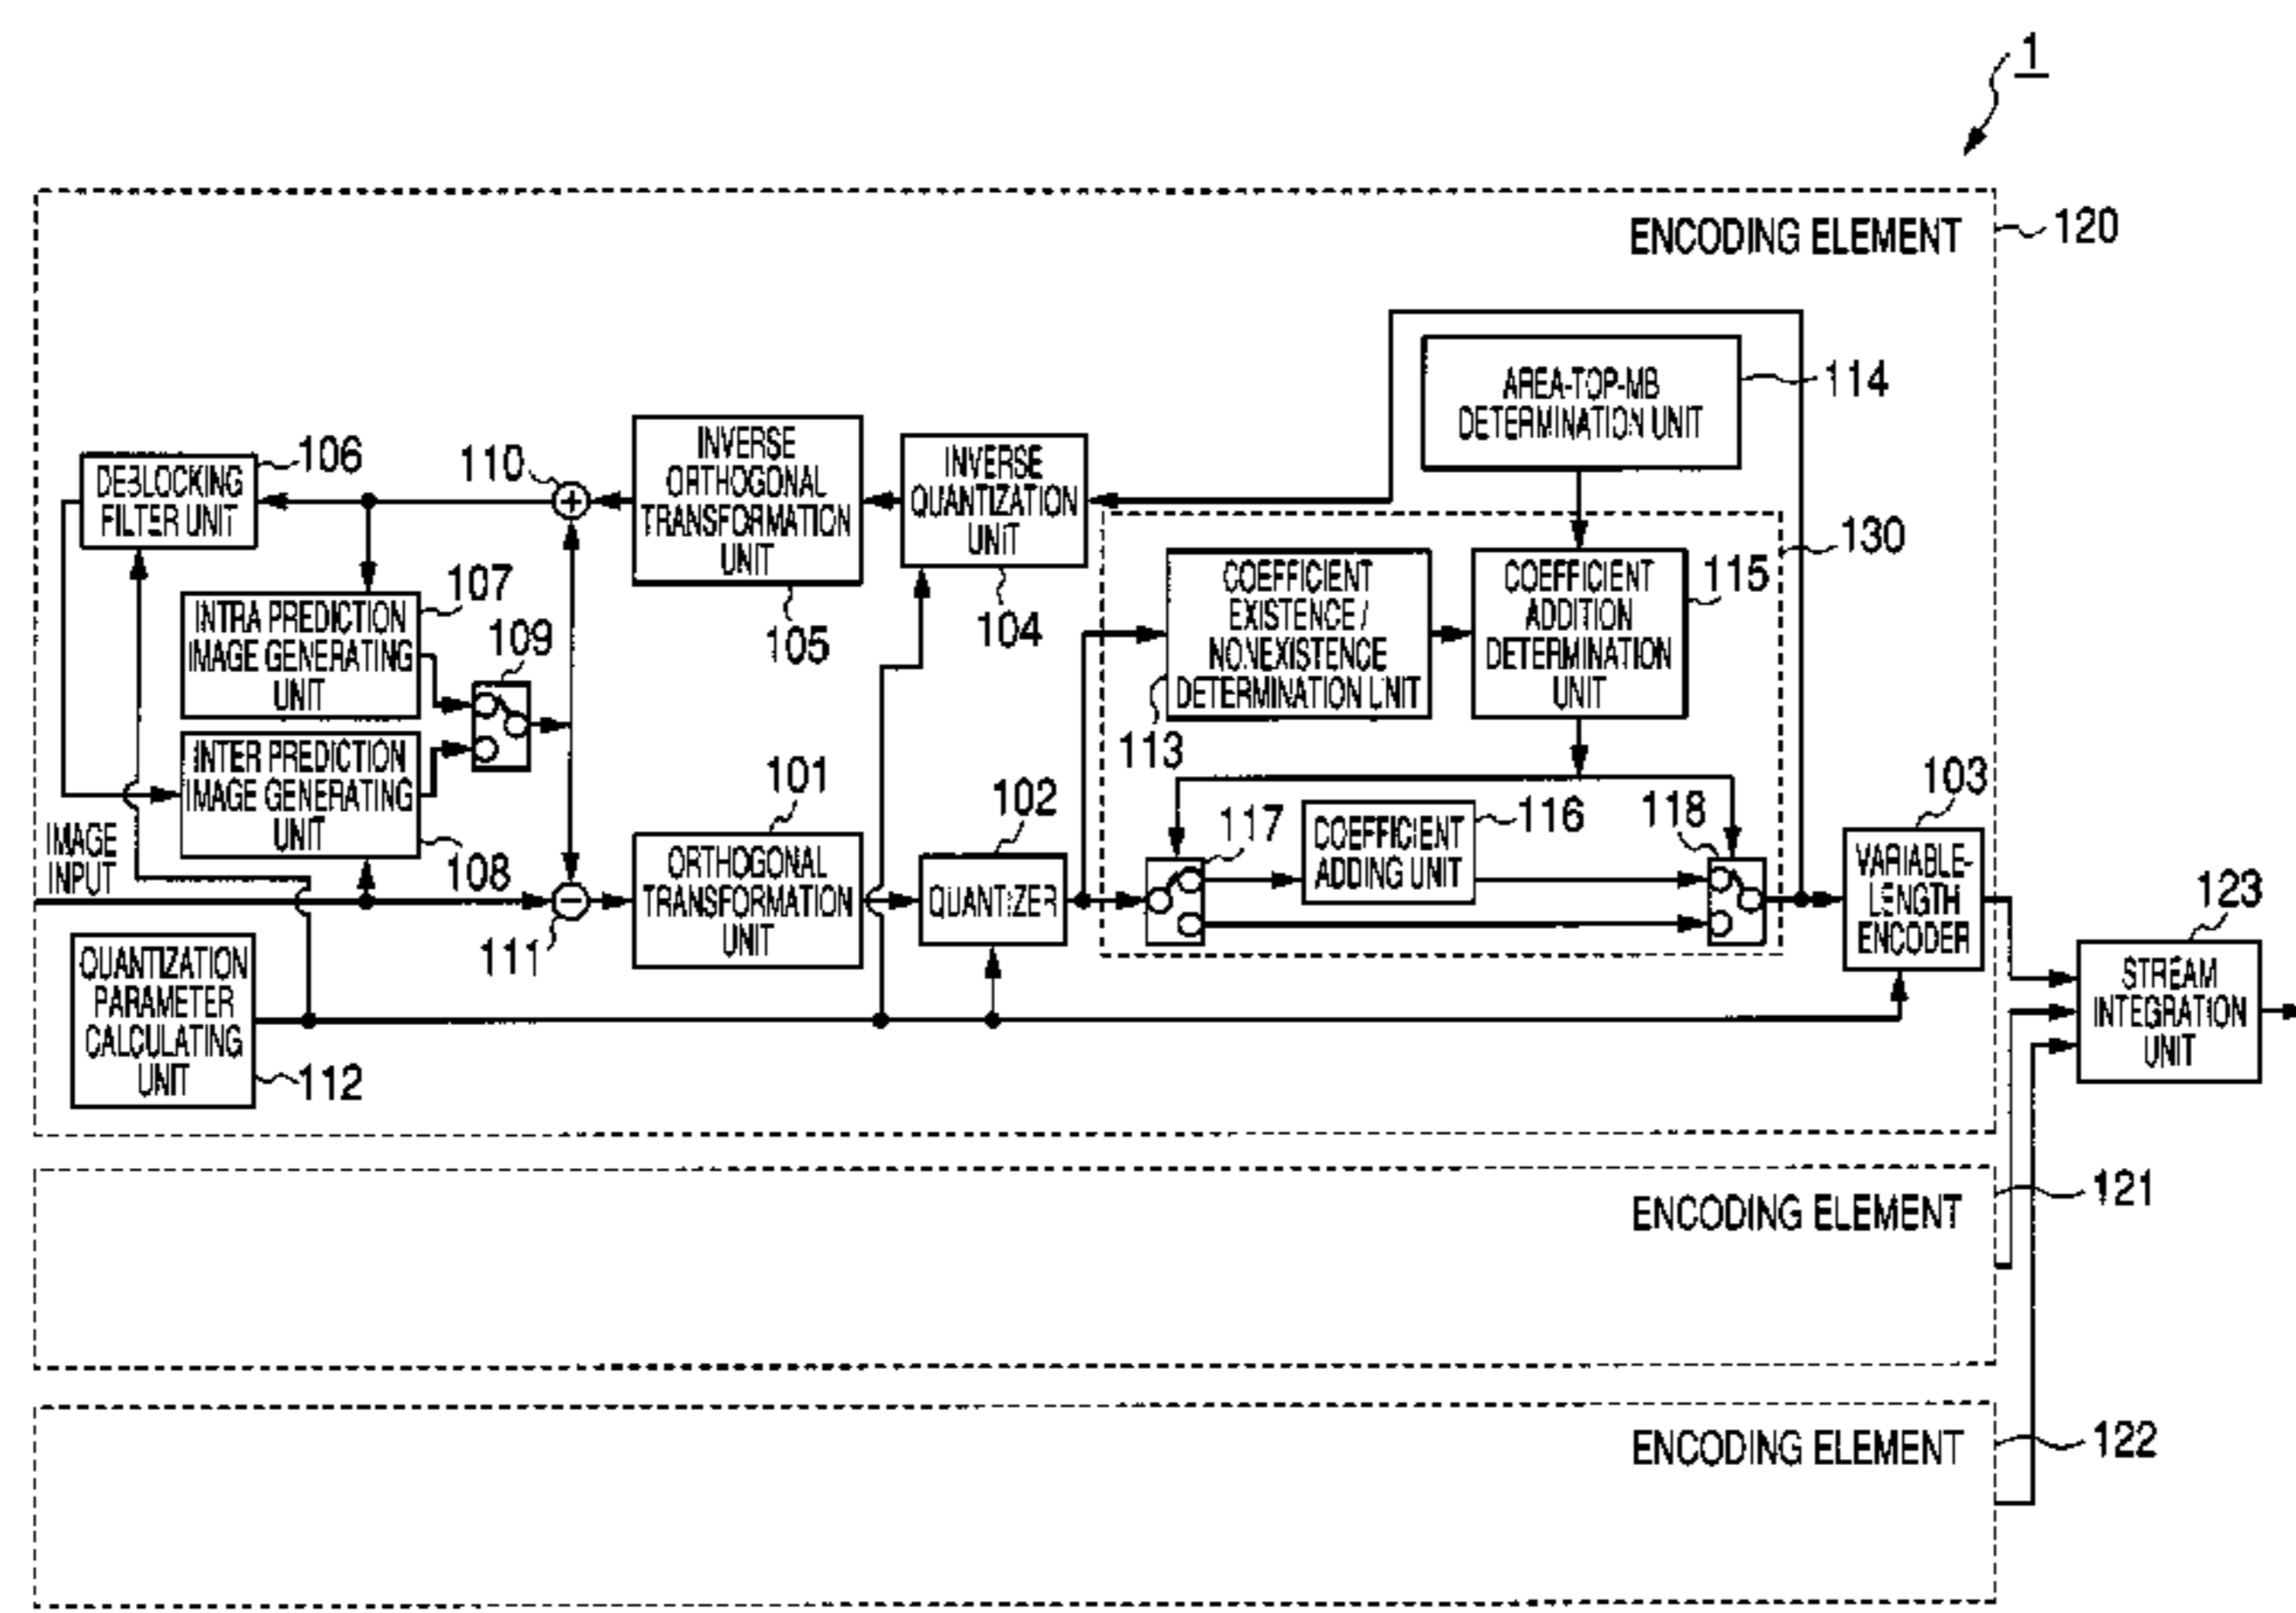 1
ENCODING ELEMENT
120
AREA-TOP-MB
DETERMINATION UNIT
114
DEBLOCKING
FILTER UNIT
106
110
INVERSE
ORTHOGONAL
TRANSFORMATION
UNIT
105
INVERSE
QUANTIZATION
UNIT
104
130
COEFFICIENT
EXISTENCE /
NONEXISTENCE
DETERMINATION UNIT
113
COEFFICIENT
ADDITION
DETERMINATION
UNIT
115
INTRA PREDICTION
IMAGE GENERATING
UNIT
107
109
INTER PREDICTION
IMAGE GENERATING
UNIT
108
IMAGE
INPUT
111
101
ORTHOGONAL
TRANSFORMATION
UNIT
102
QUANTIZER
117
COEFFICIENT
ADDING UNIT
116
118
103
VARIABLE-
LENGTH
ENCODER
123
STREAM
INTEGRATION
UNIT
QUANTIZATION
PARAMETER
CALCULATING
UNIT
112
ENCODING ELEMENT
121
ENCODING ELEMENT
122